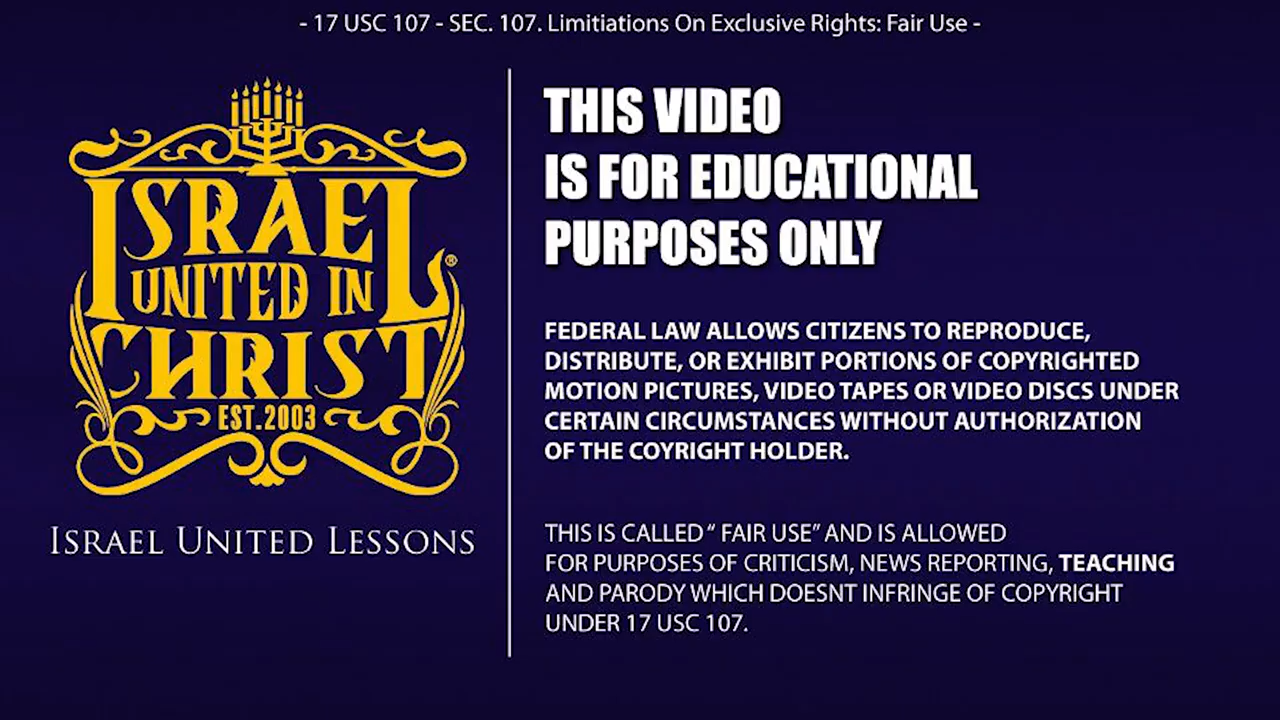 - 17 USC 107 - SEC. 107. Limitiations On Exclusive Rights: Fair Use -
ISRAEL
UNITED IN
CHRIST
®
EST.2003
ISRAEL UNITED LESSONS
THIS VIDEO
IS FOR EDUCATIONAL
PURPOSES ONLY
FEDERAL LAW ALLOWS CITIZENS TO REPRODUCE,
DISTRIBUTE, OR EXHIBIT PORTIONS OF COPYRIGHTED
MOTION PICTURES, VIDEO TAPES OR VIDEO DISCS UNDER
CERTAIN CIRCUMSTANCES WITHOUT AUTHORIZATION
OF THE COYRIGHT HOLDER.
THIS IS CALLED “ FAIR USE” AND IS ALLOWED
FOR PURPOSES OF CRITICISM, NEWS REPORTING, TEACHING
AND PARODY WHICH DOESNT INFRINGE OF COPYRIGHT
UNDER 17 USC 107.